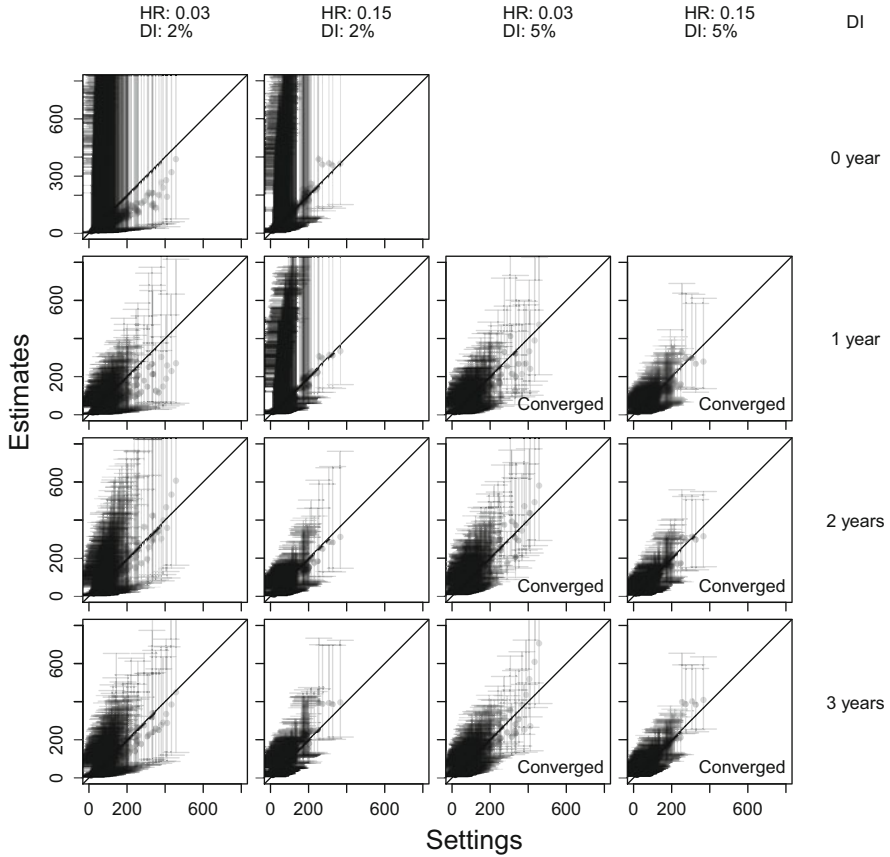 HR: 0.03
DI: 2%
HR: 0.15
DI: 2%
HR: 0.03
DI: 5%
HR: 0.15
DI: 5%
DI
600
300
0
0 year
600
200
0
Converged
Converged
1 year
Estimates
600
200
0
Converged
Converged
2 years
600
200
0
Converged
Converged
3 years
0 200 600
0 200 600
0 200 600
0 200 600
Settings